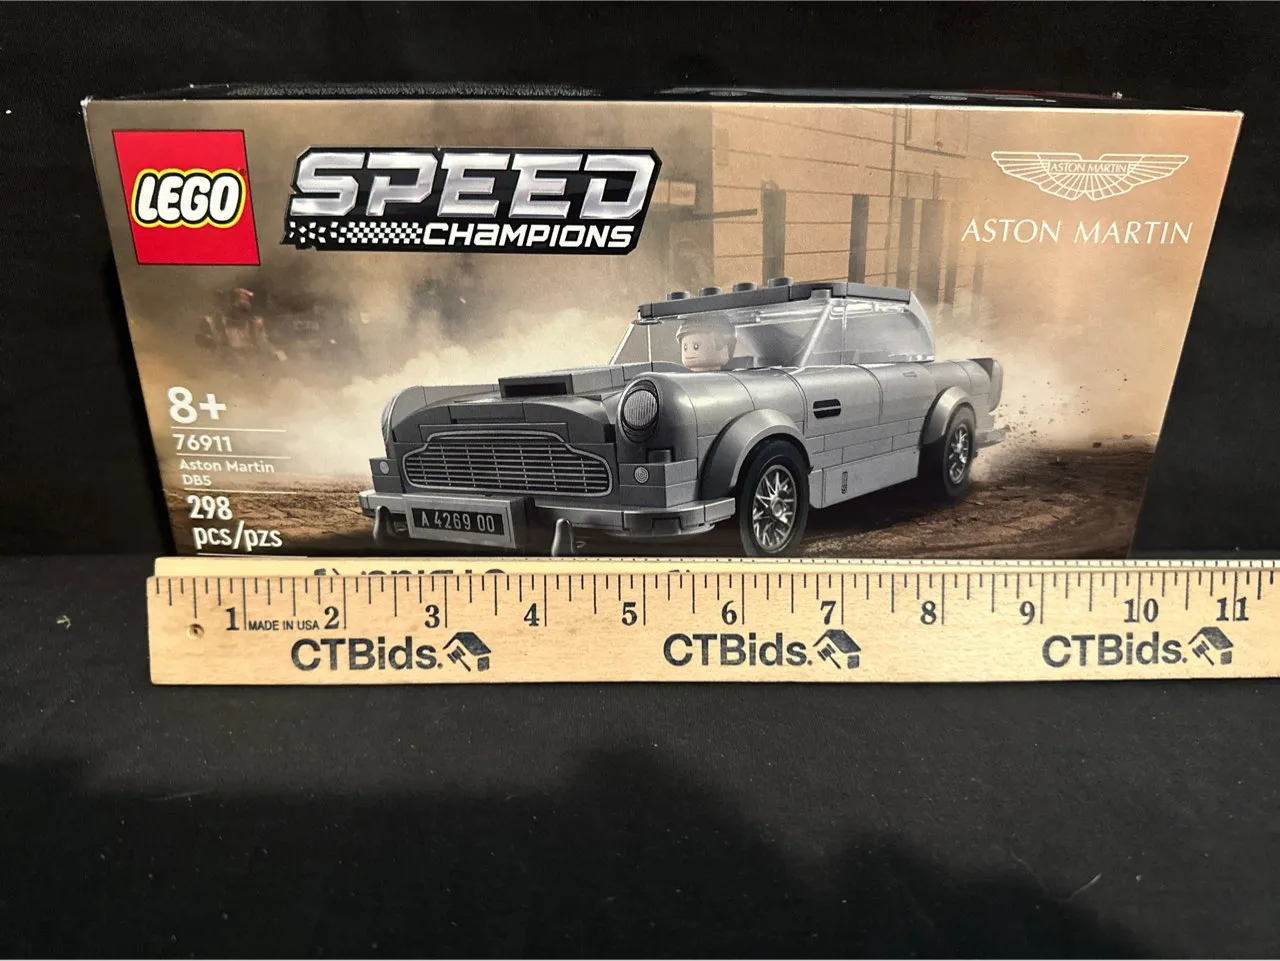 LEGO
SPEED
CHAMPIONS
ASTON MARTIN
ASTON MARTIN
8+
76911
Aston Martin
DB5
298
pcs/pzs
A 4269 00
1 MADE IN USA 2 3 4 5 6 7 8 9 10 11
CTBids. CTBids. CTBids.